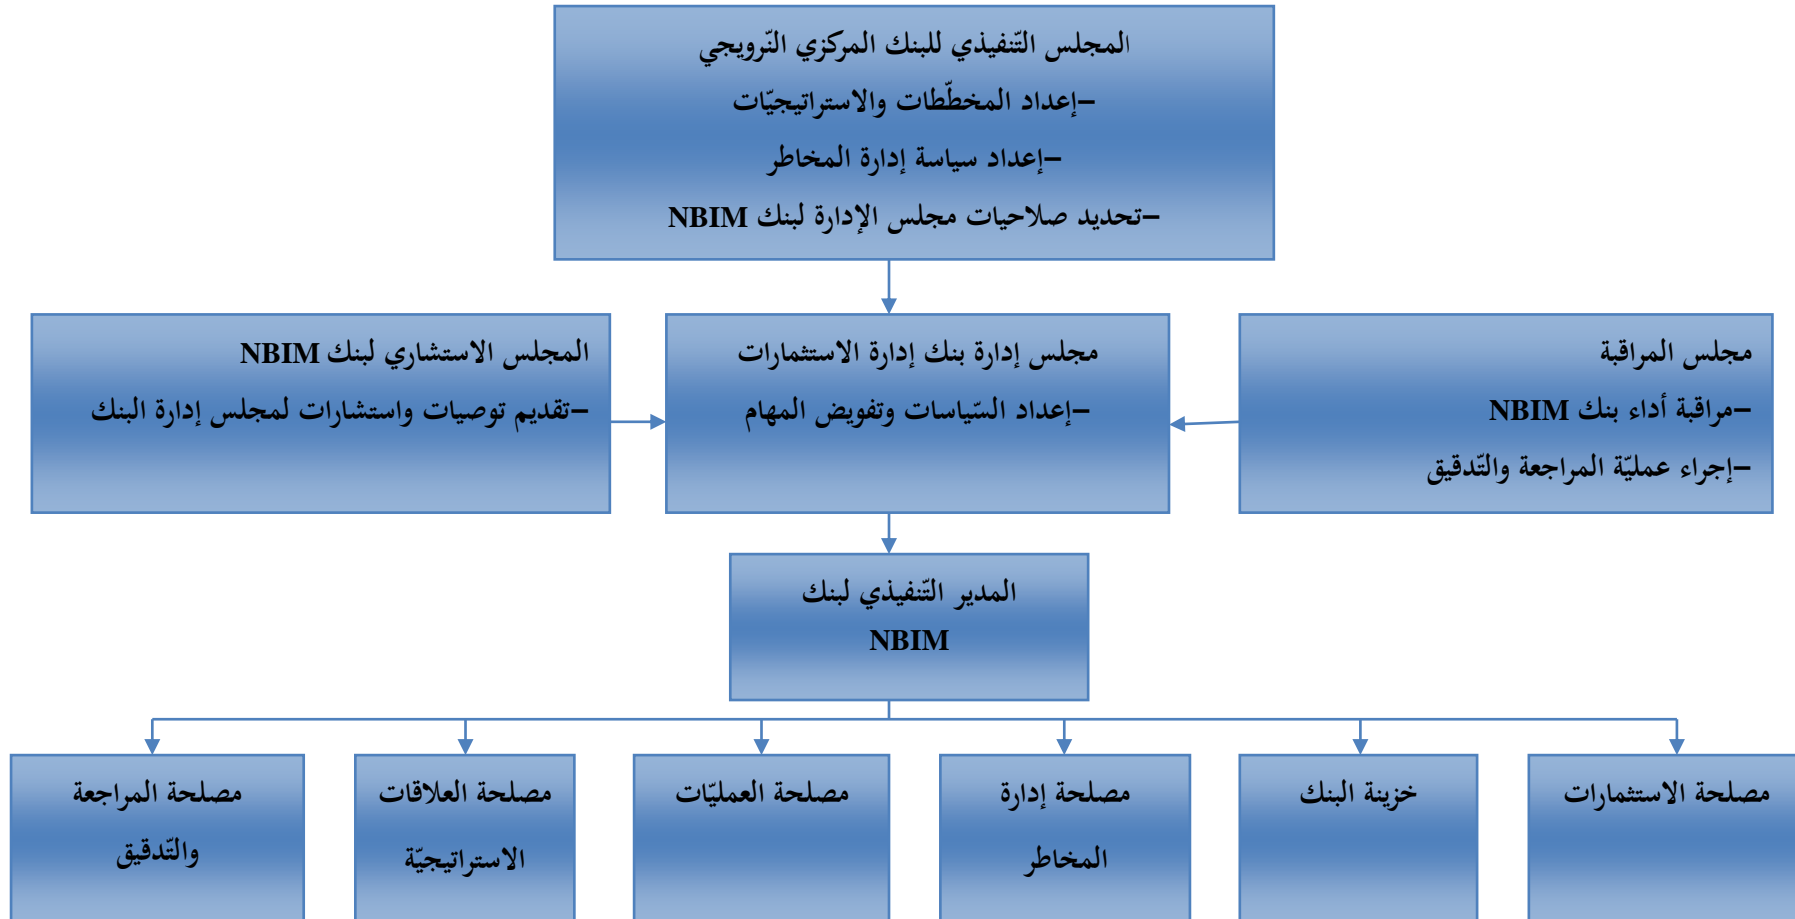 المجلس التّنفيذي للبنك المركزي النّرويجي
–إعداد المخطّطات والاستراتيجيّات
–إعداد سياسة إدارة المخاطر
–تحديد صلاحيات مجلس الإدارة لبنك NBIM
مجلس المراقبة
–مراقبة أداء بنك NBIM
–إجراء عمليّة المراجعة والتّدقيق
مجلس إدارة بنك إدارة الاستثمارات
–إعداد السّياسات وتفويض المهام
المجلس الاستشاري لبنك NBIM
–تقديم توصيات واستشارات لمجلس إدارة البنك
المدير التّنفيذي لبنك
NBIM
مصلحة الاستثمارات
خزينة البنك
مصلحة إدارة
المخاطر
مصلحة العمليّات
مصلحة العلاقات
الاستراتيجيّة
مصلحة المراجعة
والتّدقيق